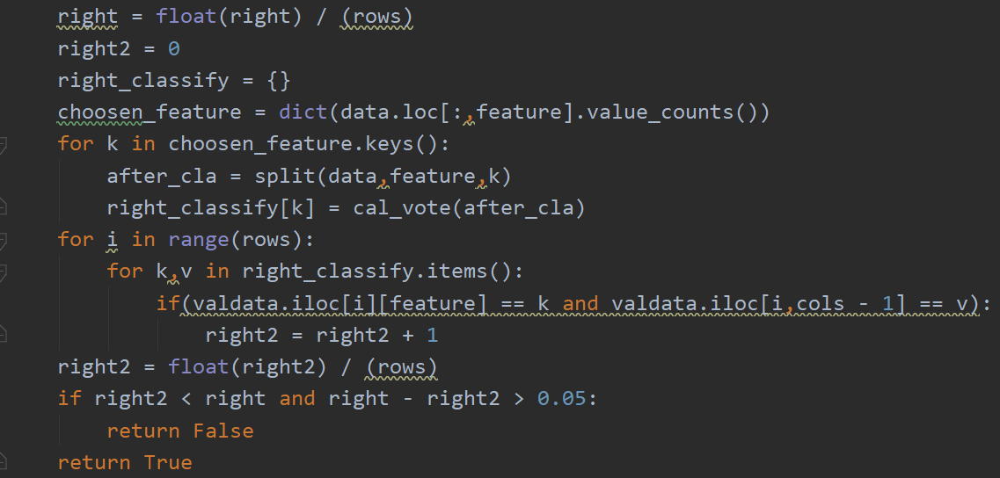 right = float(right) / (rows)
right2 = 0
right_classify = {}
choosen_feature = dict(data.loc[:,feature].value_counts())
for k in choosen_feature.keys():
    after_cla = split(data,feature,k)
    right_classify[k] = cal_vote(after_cla)
for i in range(rows):
    for k,v in right_classify.items():
        if(valdata.iloc[i][feature] == k and valdata.iloc[i,cols - 1] == v):
            right2 = right2 + 1
right2 = float(right2) / (rows)
if right2 < right and right - right2 > 0.05:
    return False
return True